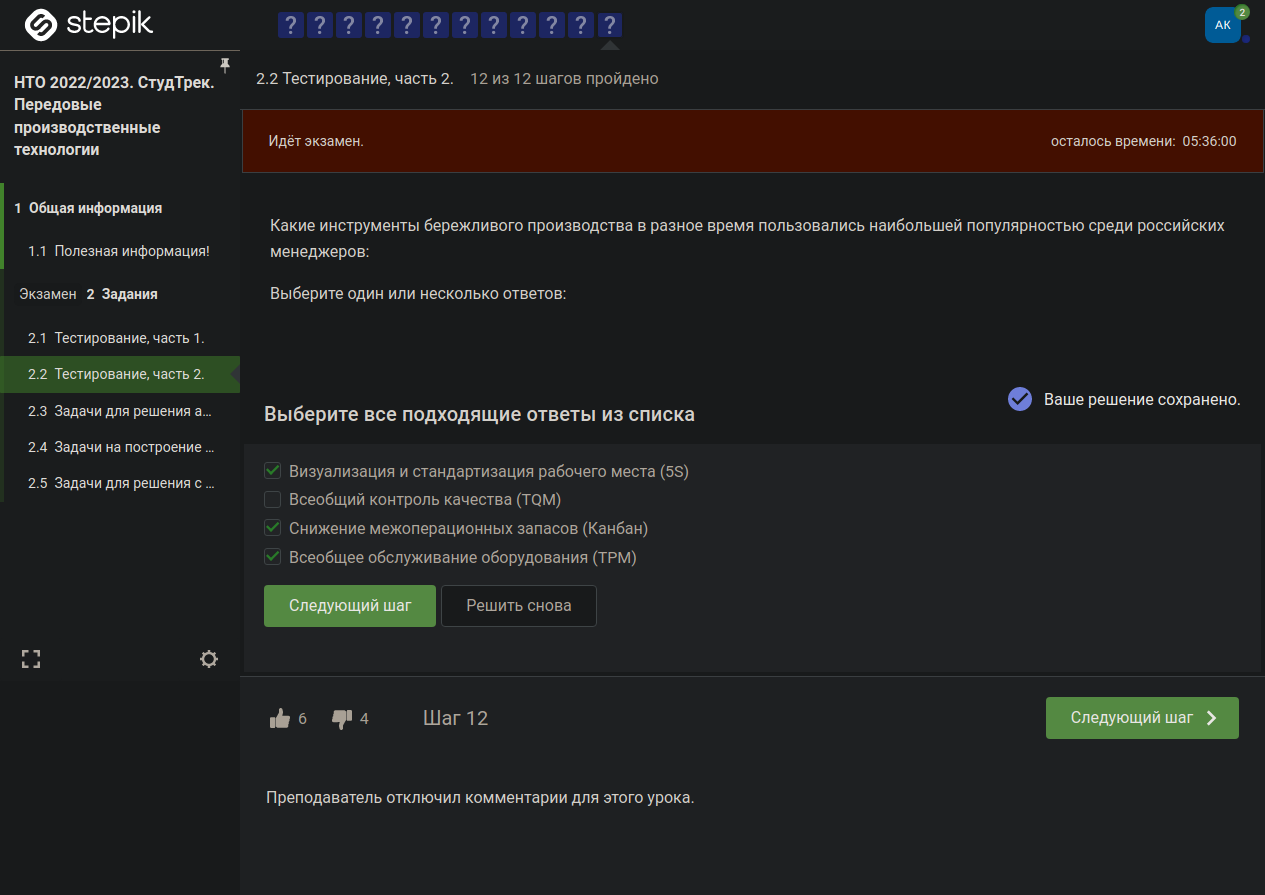 stepik
? ? ? ? ? ? ? ? ? ? ? ?
АК
2
НТО 2022/2023. СтудТрек.
Передовые
производственные
технологии
1 Общая информация
1.1 Полезная информация!
Экзамен 2 Задания
2.1 Тестирование, часть 1.
2.2 Тестирование, часть 2.
2.3 Задачи для решения а...
2.4 Задачи на построение ...
2.5 Задачи для решения с ...
2.2 Тестирование, часть 2. 12 из 12 шагов пройдено
Идёт экзамен. осталось времени: 05:36:00
Какие инструменты бережливого производства в разное время пользовались наибольшей популярностью среди российских
менеджеров:
Выберите один или несколько ответов:
Ваше решение сохранено.
Выберите все подходящие ответы из списка
Визуализация и стандартизация рабочего места (5S)
Всеобщий контроль качества (TQM)
Снижение межоперационных запасов (Канбан)
Всеобщее обслуживание оборудования (TPM)
Следующий шаг Решить снова
6 4 Шаг 12 Следующий шаг
Преподаватель отключил комментарии для этого урока.